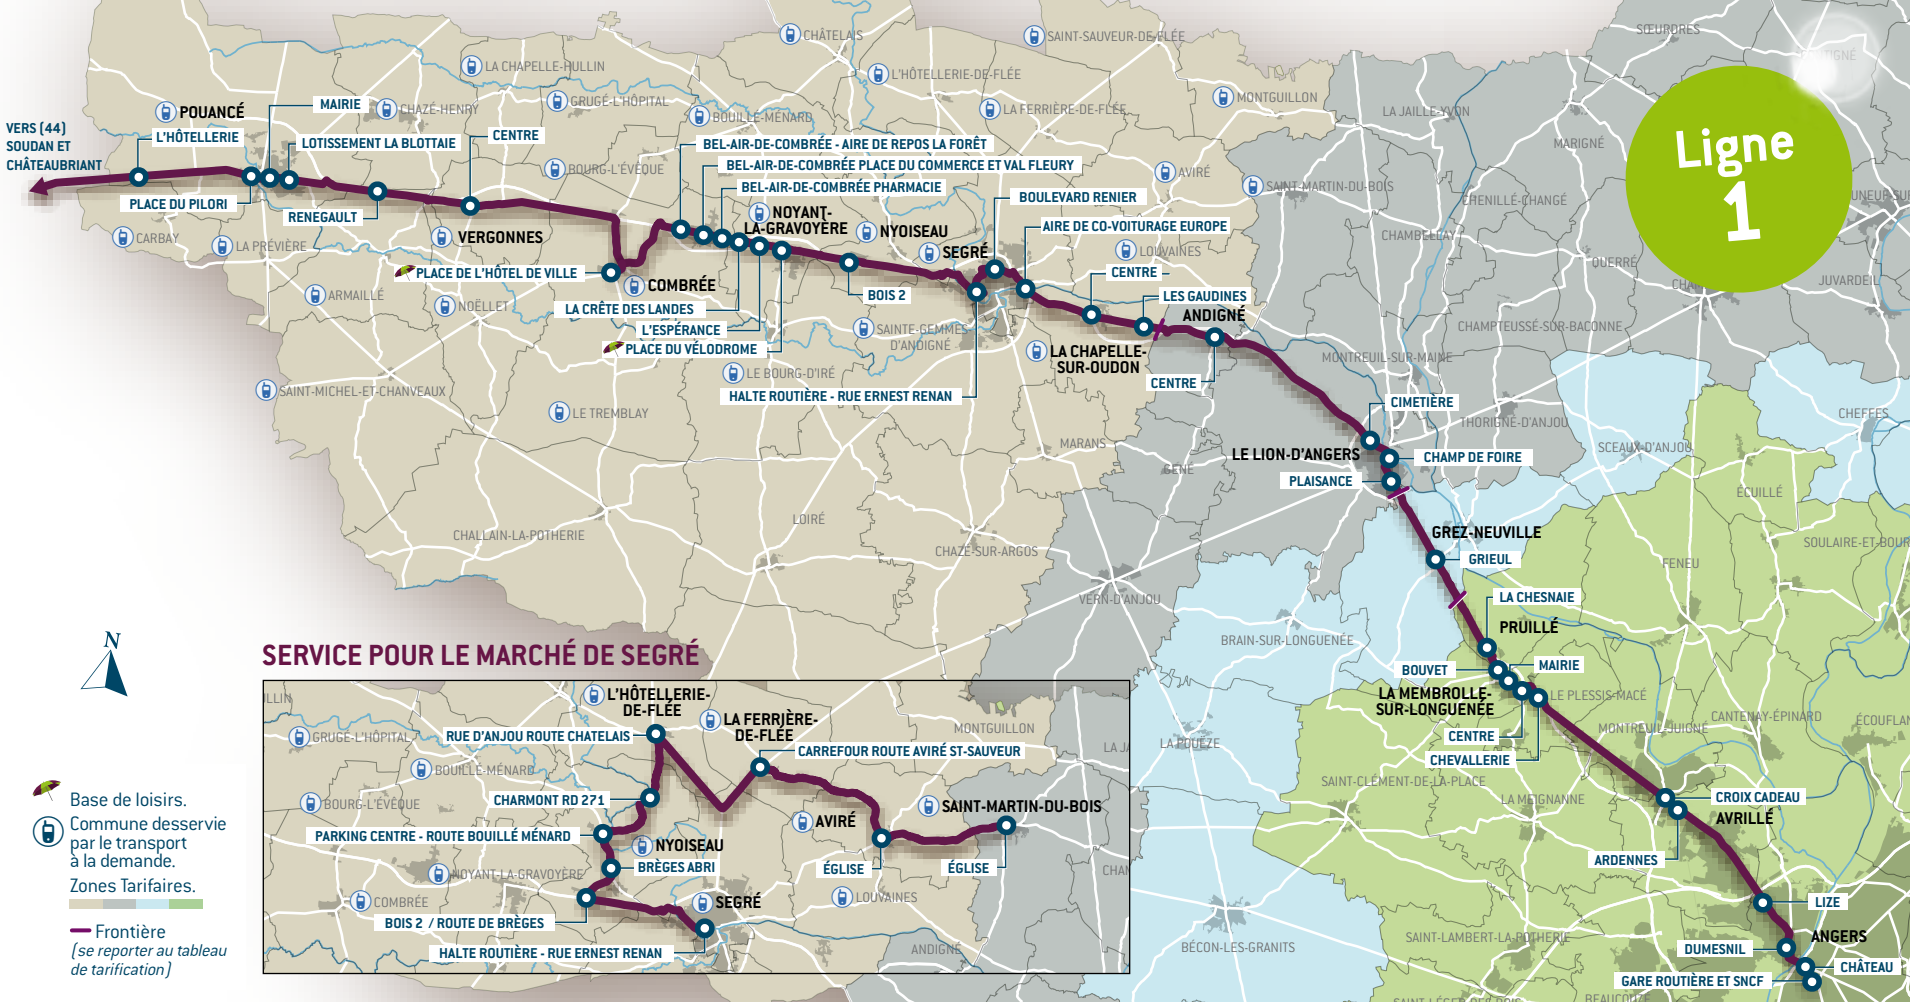 Ligne
1
VERS (44)
SOUDAN ET
CHÂTEAUBRIANT
POUANCÉ
L'HÔTELLERIE
MAIRIE
LOTISSEMENT LA BLOTTAIE
CENTRE
PLACE DU PILORI
RENEGAULT
VERGONNES
PLACE DE L'HÔTEL DE VILLE
COMBRÉE
BEL-AIR-DE-COMBRÉE - AIRE DE REPOS LA FORÊT
BEL-AIR-DE-COMBRÉE PLACE DU COMMERCE ET VAL FLEURY
BEL-AIR-DE-COMBRÉE PHARMACIE
NOYANT-
LA-GRAVOYÈRE
LA CRÊTE DES LANDES
L'ESPÉRANCE
PLACE DU VÉLODROME
NYOISEAU
BOIS 2
SEGRÉ
BOULEVARD RENIER
AIRE DE CO-VOITURAGE EUROPE
HALTE ROUTIÈRE - RUE ERNEST RENAN
CENTRE
LES GAUDINES
LA CHAPELLE-
SUR-OUDON
ANDIGNÉ
CENTRE
CIMETIÈRE
LE LION-D'ANGERS
CHAMP DE FOIRE
PLAISANCE
GREZ-NEUVILLE
GRIEUL
LA CHESNAIE
PRUILLÉ
BOUVET
MAIRIE
LA MEMBROLLE-
SUR-LONGUENÉE
CENTRE
CHEVALLERIE
CROIX CADEAU
AVRILLÉ
ARDENNES
LIZE
ANGERS
DUMESNIL
CHÂTEAU
GARE ROUTIÈRE ET SNCF
CHÂTELAIS
SAINT-SAUVEUR-DE-FLÉE
LA CHAPELLE-HULLIN
L'HÔTELLERIE-DE-FLÉE
CHAZÉ-HENRY
GRUGÉ-L'HÔPITAL
BOUILLÉ-MÉNARD
LA FERRIÈRE-DE-FLÉE
MONTGUILLON
BOURG-L'ÉVÊQUE
AVIRÉ
SAINT-MARTIN-DU-BOIS
CARBAY
LA PRÉVIÈRE
ARMAILLÉ
NOËLLET
LOUVAINES
SAINTE-GEMMES-
D'ANDIGNÉ
LE BOURG-D'IRÉ
SAINT-MICHEL-ET-CHANVEAUX
LE TREMBLAY
MARANS
GENÉ
LOIRÉ
CHALLAIN-LA-POTHERIE
CHAZÉ-SUR-ARGOS
VERN-D'ANJOU
SŒURDRES
LA JAILLE-YVON
MARIGNÉ
CHENILLÉ-CHANGÉ
CHAMBELLAY
QUERRÉ
JUVARDEIL
CHAMPTEUSSÉ-SUR-BACONNE
MONTREUIL-SUR-MAINE
THORIGNÉ-D'ANJOU
CHEFFES
SCEAUX-D'ANJOU
ÉCUILLÉ
SOULAIRE-ET-BOUR
FENEU
BRAIN-SUR-LONGUENÉE
LE PLESSIS-MACÉ
CANTENAY-ÉPINARD
MONTREUIL-JUIGNÉ
ÉCOUFLAN
LA POUËZE
SAINT-CLÉMENT-DE-LA-PLACE
LA MEIGNANNE
BÉCON-LES-GRANITS
SAINT-LAMBERT-LA-POTHERIE
BEAUCOUZÉ
SERVICE POUR LE MARCHÉ DE SEGRÉ
L'HÔTELLERIE-
DE-FLÉE
LA FERRIÈRE-
DE-FLÉE
RUE D'ANJOU ROUTE CHATELAIS
CARREFOUR ROUTE AVIRÉ ST-SAUVEUR
CHARMONT RD 271
PARKING CENTRE - ROUTE BOUILLÉ MÉNARD
NYOISEAU
BRÈGES ABRI
AVIRÉ
SAINT-MARTIN-DU-BOIS
ÉGLISE
ÉGLISE
SEGRÉ
BOIS 2 / ROUTE DE BRÈGES
HALTE ROUTIÈRE - RUE ERNEST RENAN
GRUGÉ-L'HÔPITAL
BOUILLÉ-MÉNARD
BOURG-L'ÉVÊQUE
NOYANT-LA-GRAVOYÈRE
COMBRÉE
MONTGUILLON
LOUVAINES
ANDIGNÉ
N
Base de loisirs.
Commune desservie
par le transport
à la demande.
Zones Tarifaires.
Frontière
(se reporter au tableau
de tarification)